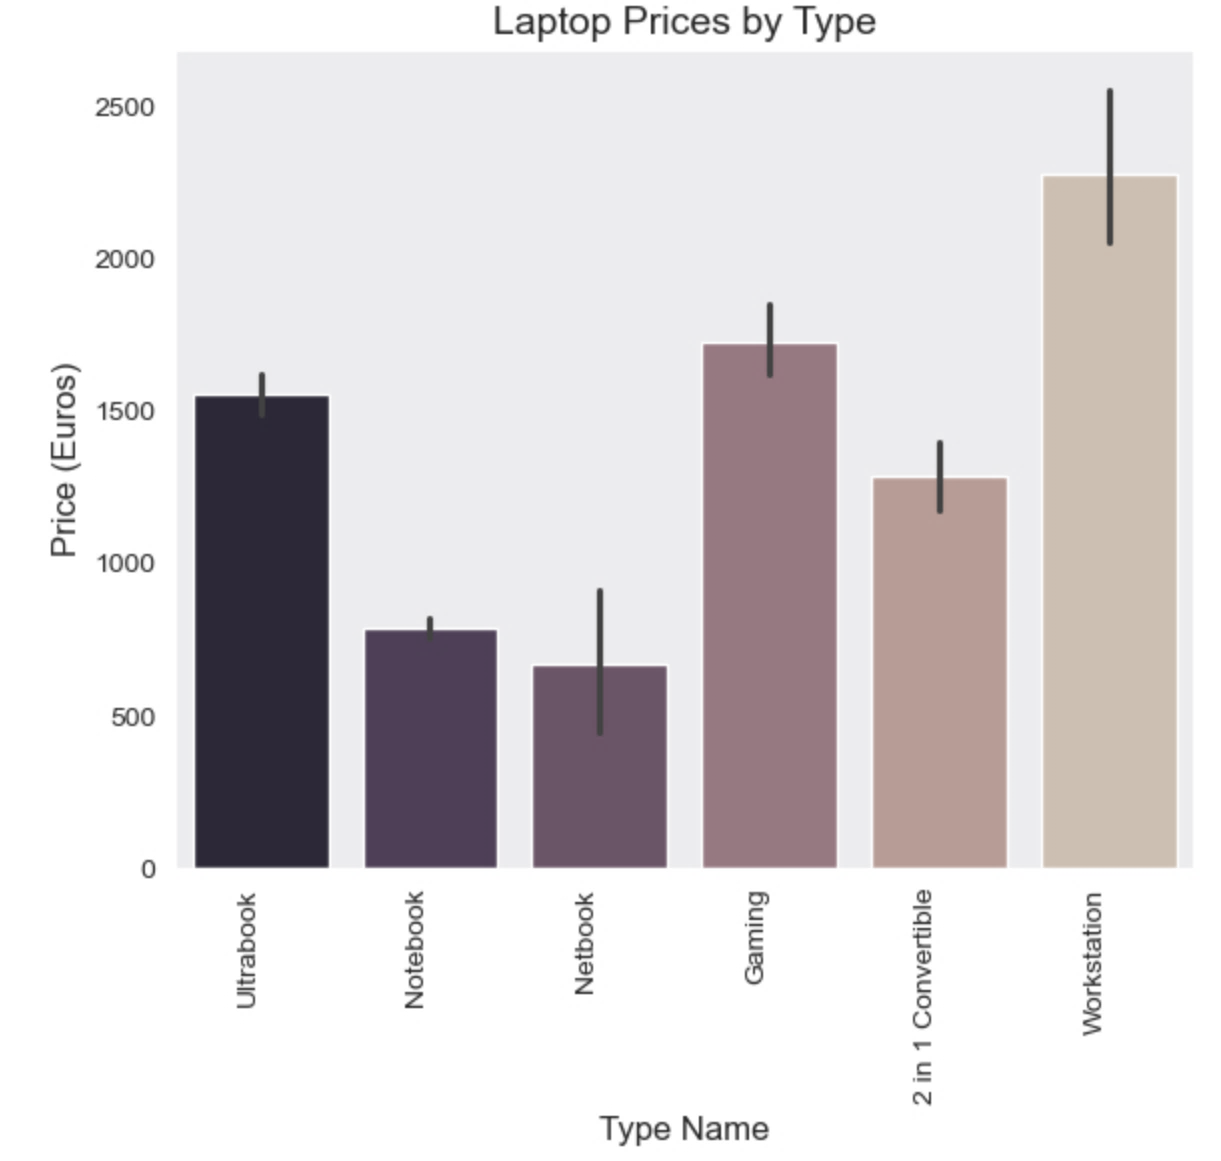 Laptop Prices by Type
2500
2000
1500
1000
500
0
Price (Euros)
Ultrabook
Notebook
Netbook
Gaming
2 in 1 Convertible
Workstation
Type Name